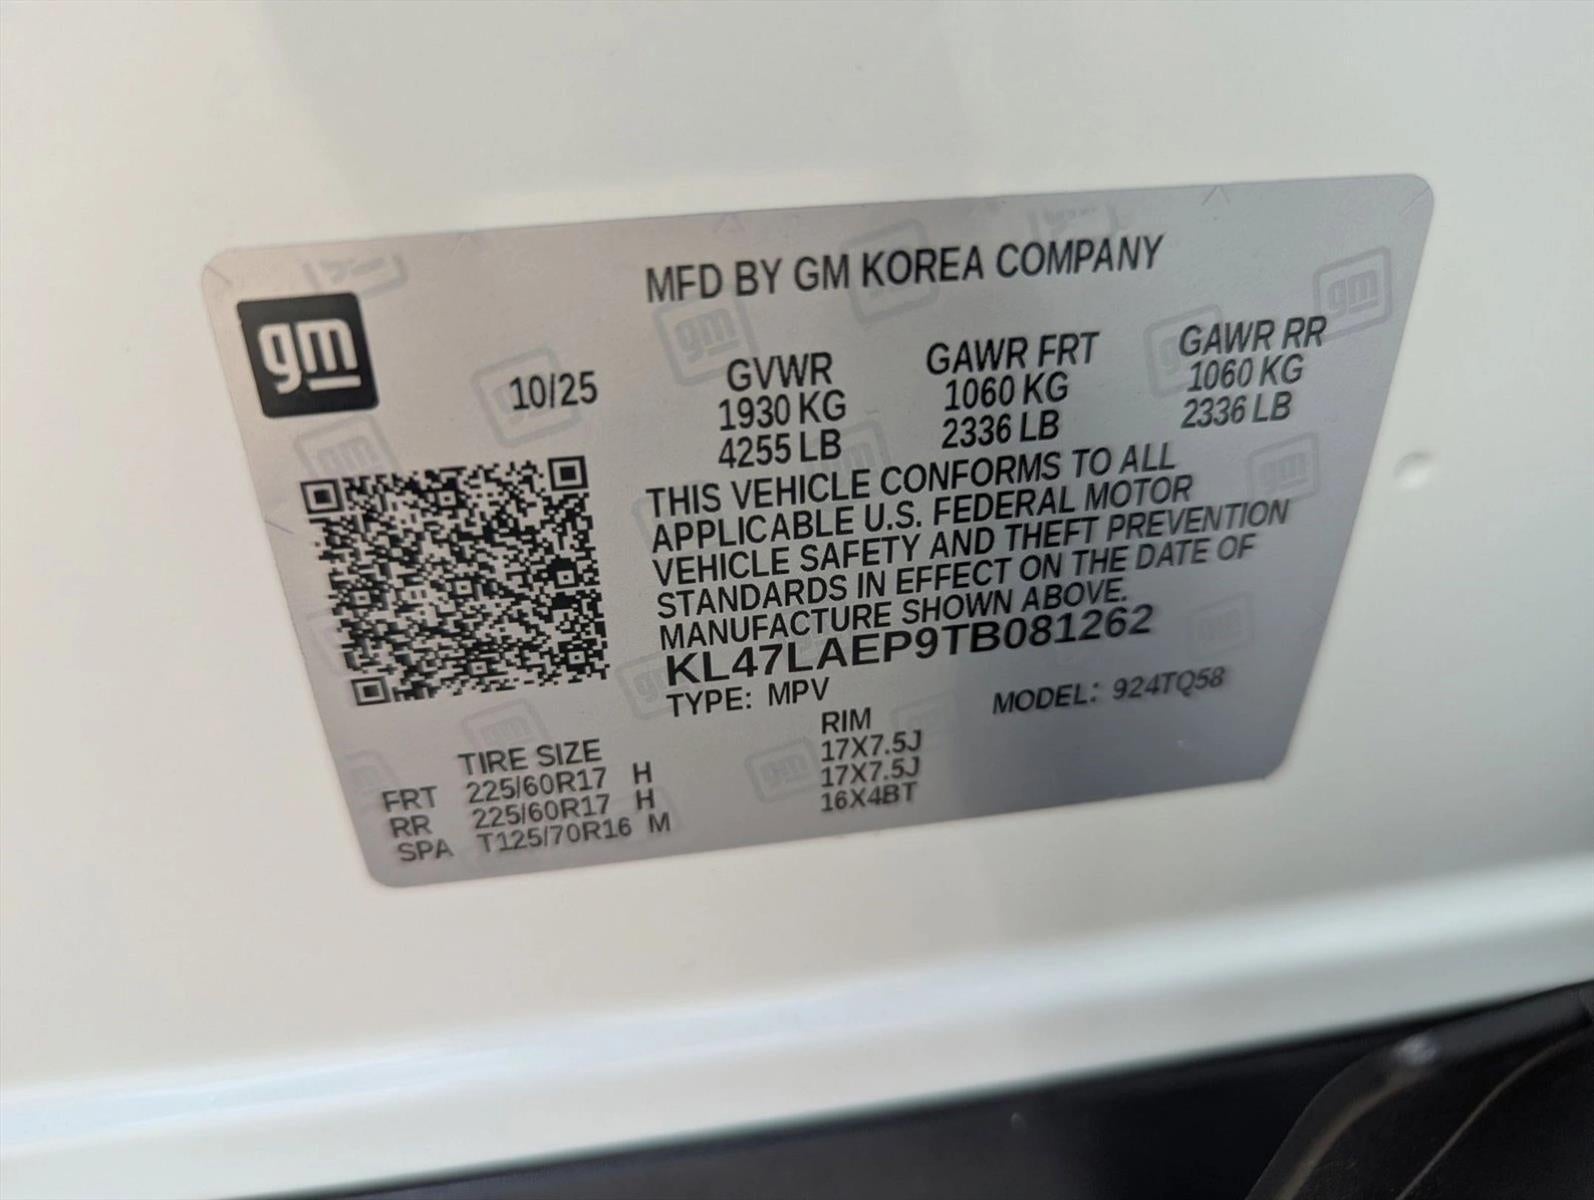 MFD BY GM KOREA COMPANY
gm
10/25
GVWR GAWR FRT GAWR RR
1930 KG 1060 KG 1060 KG
4255 LB 2336 LB 2336 LB
THIS VEHICLE CONFORMS TO ALL
APPLICABLE U.S. FEDERAL MOTOR
VEHICLE SAFETY AND THEFT PREVENTION
STANDARDS IN EFFECT ON THE DATE OF
MANUFACTURE SHOWN ABOVE.
KL47LAEP9TB081262
TYPE: MPV MODEL: 924TQ58
TIRE SIZE RIM
FRT 225/60R17 H 17X7.5J
RR 225/60R17 H 17X7.5J
SPA T125/70R16 M 16X4BT